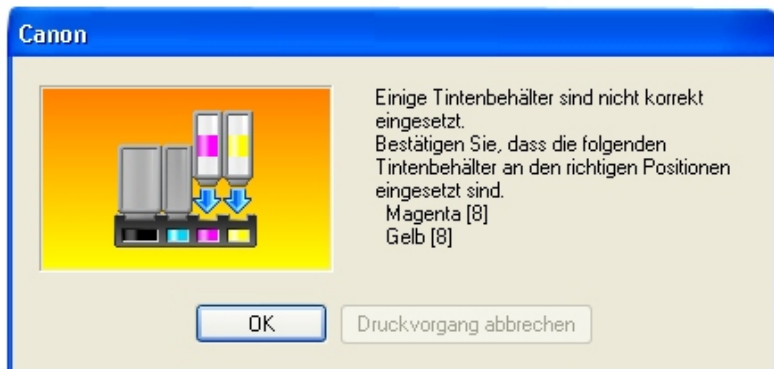 Canon
Einige Tintenbehälter sind nicht korrekt
eingesetzt.
Bestätigen Sie, dass die folgenden
Tintenbehälter an den richtigen Positionen
eingesetzt sind.
Magenta [8]
Gelb [8]
OK
Druckvorgang abbrechen